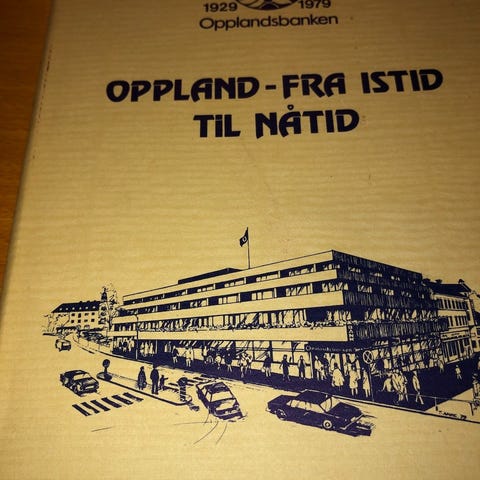 1929 1979
Opplandsbanken
OPPLAND - FRA ISTID
TiL NÅTID